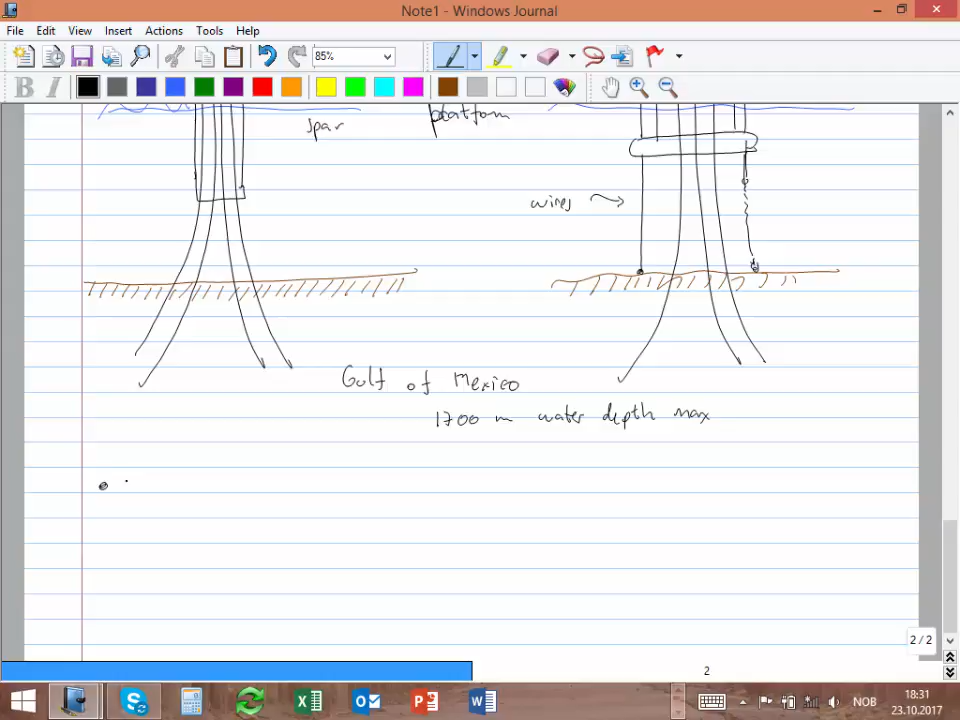 Note1 - Windows Journal
File Edit View Insert Actions Tools Help
85%
B I
spar
platform
wires
Gulf of Mexico
1700 m water depth max
2 / 2
2
NOB
18:31
23.10.2017